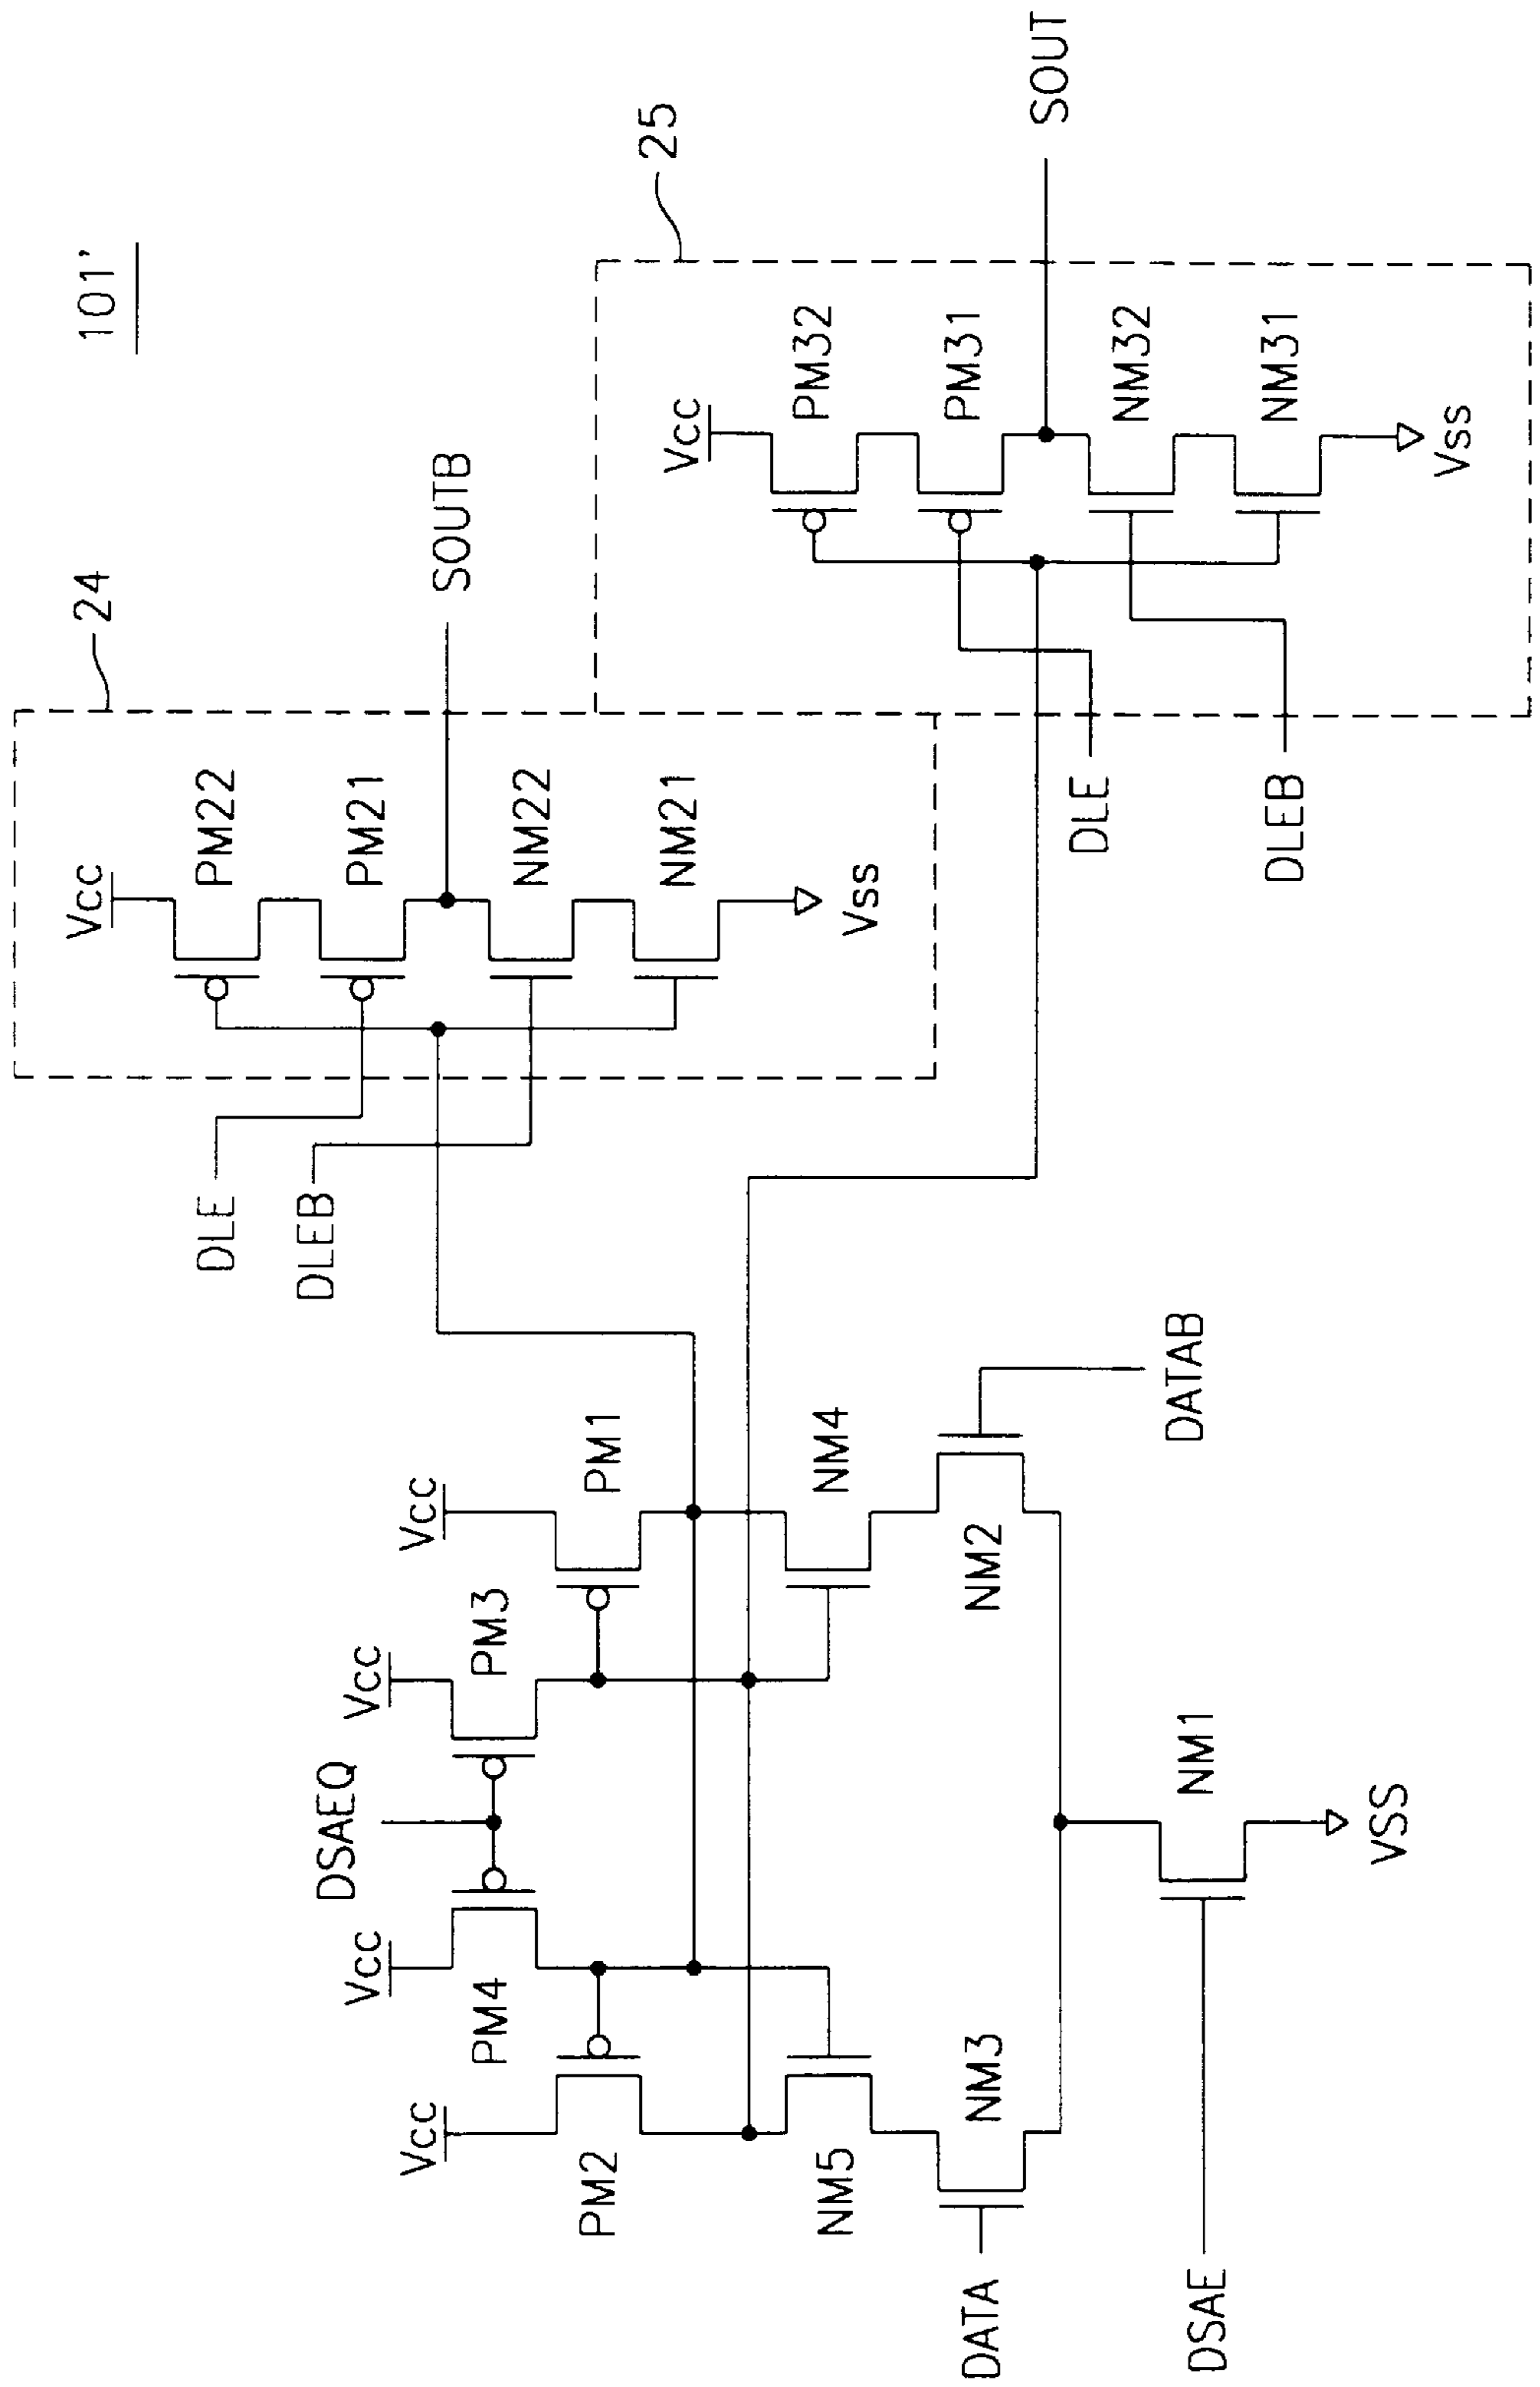 101'
24
25
Vcc
PM22
PM21
NM22
NM21
Vss
SOUTB
DLE
DLEB
Vcc
PM32
PM31
NM32
NM31
Vss
SOUT
DLE
DLEB
DSAEQ
Vcc
Vcc
PM4
PM3
Vcc
Vcc
PM2
PM1
NM5
NM4
NM3
NM2
DATA
DATAB
NM1
DSAE
VSS